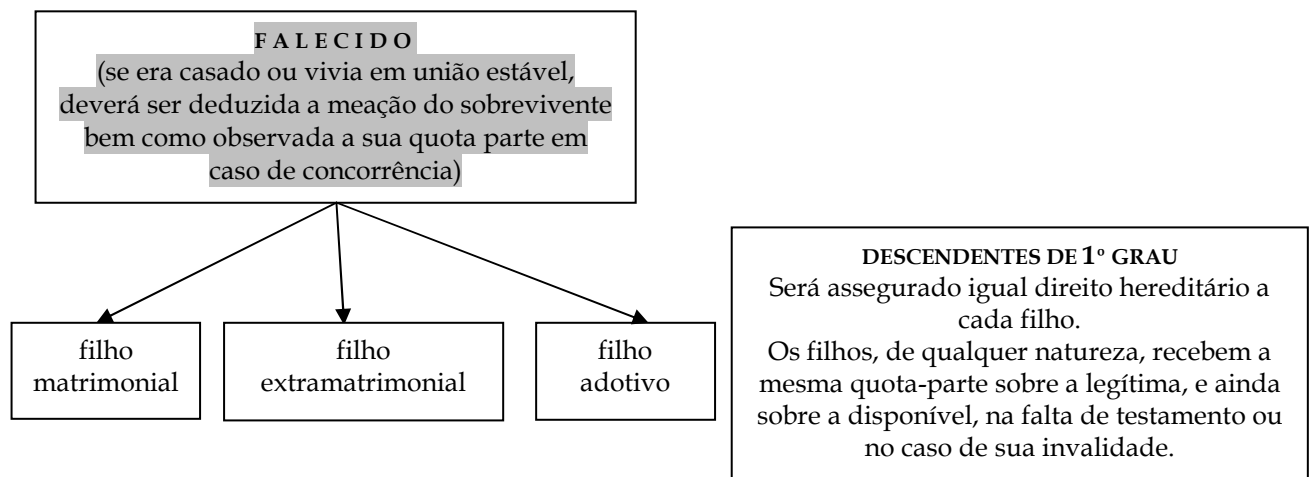 F A L E C I D O
(se era casado ou vivia em união estável,
deverá ser deduzida a meação do sobrevivente
bem como observada a sua quota parte em
caso de concorrência)
filho
matrimonial
filho
extramatrimonial
filho
adotivo
DESCENDENTES DE 1º GRAU
Será assegurado igual direito hereditário a
cada filho.
Os filhos, de qualquer natureza, recebem a
mesma quota-parte sobre a legítima, e ainda
sobre a disponível, na falta de testamento ou
no caso de sua invalidade.